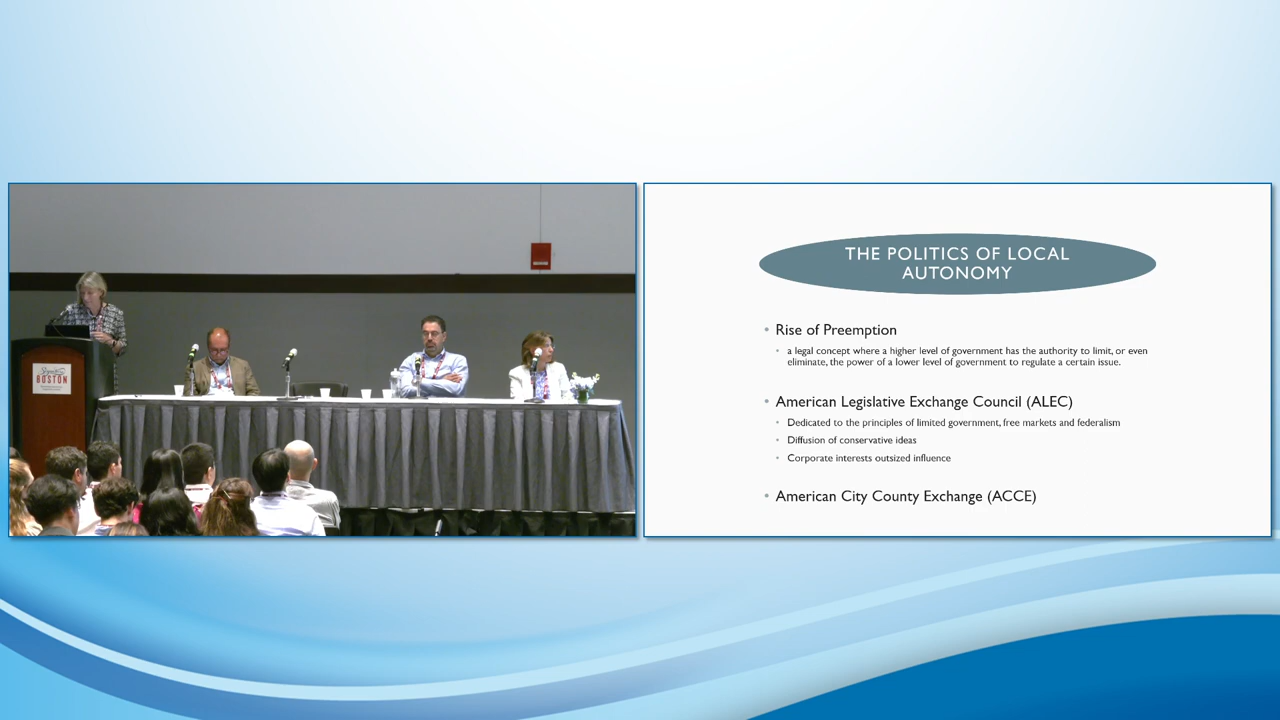 BOSTON
THE POLITICS OF LOCAL
AUTONOMY
• Rise of Preemption
• a legal concept where a higher level of government has the authority to limit, or even
eliminate, the power of a lower level of government to regulate a certain issue.
• American Legislative Exchange Council (ALEC)
• Dedicated to the principles of limited government, free markets and federalism
• Diffusion of conservative ideas
• Corporate interests outsized influence
• American City County Exchange (ACCE)